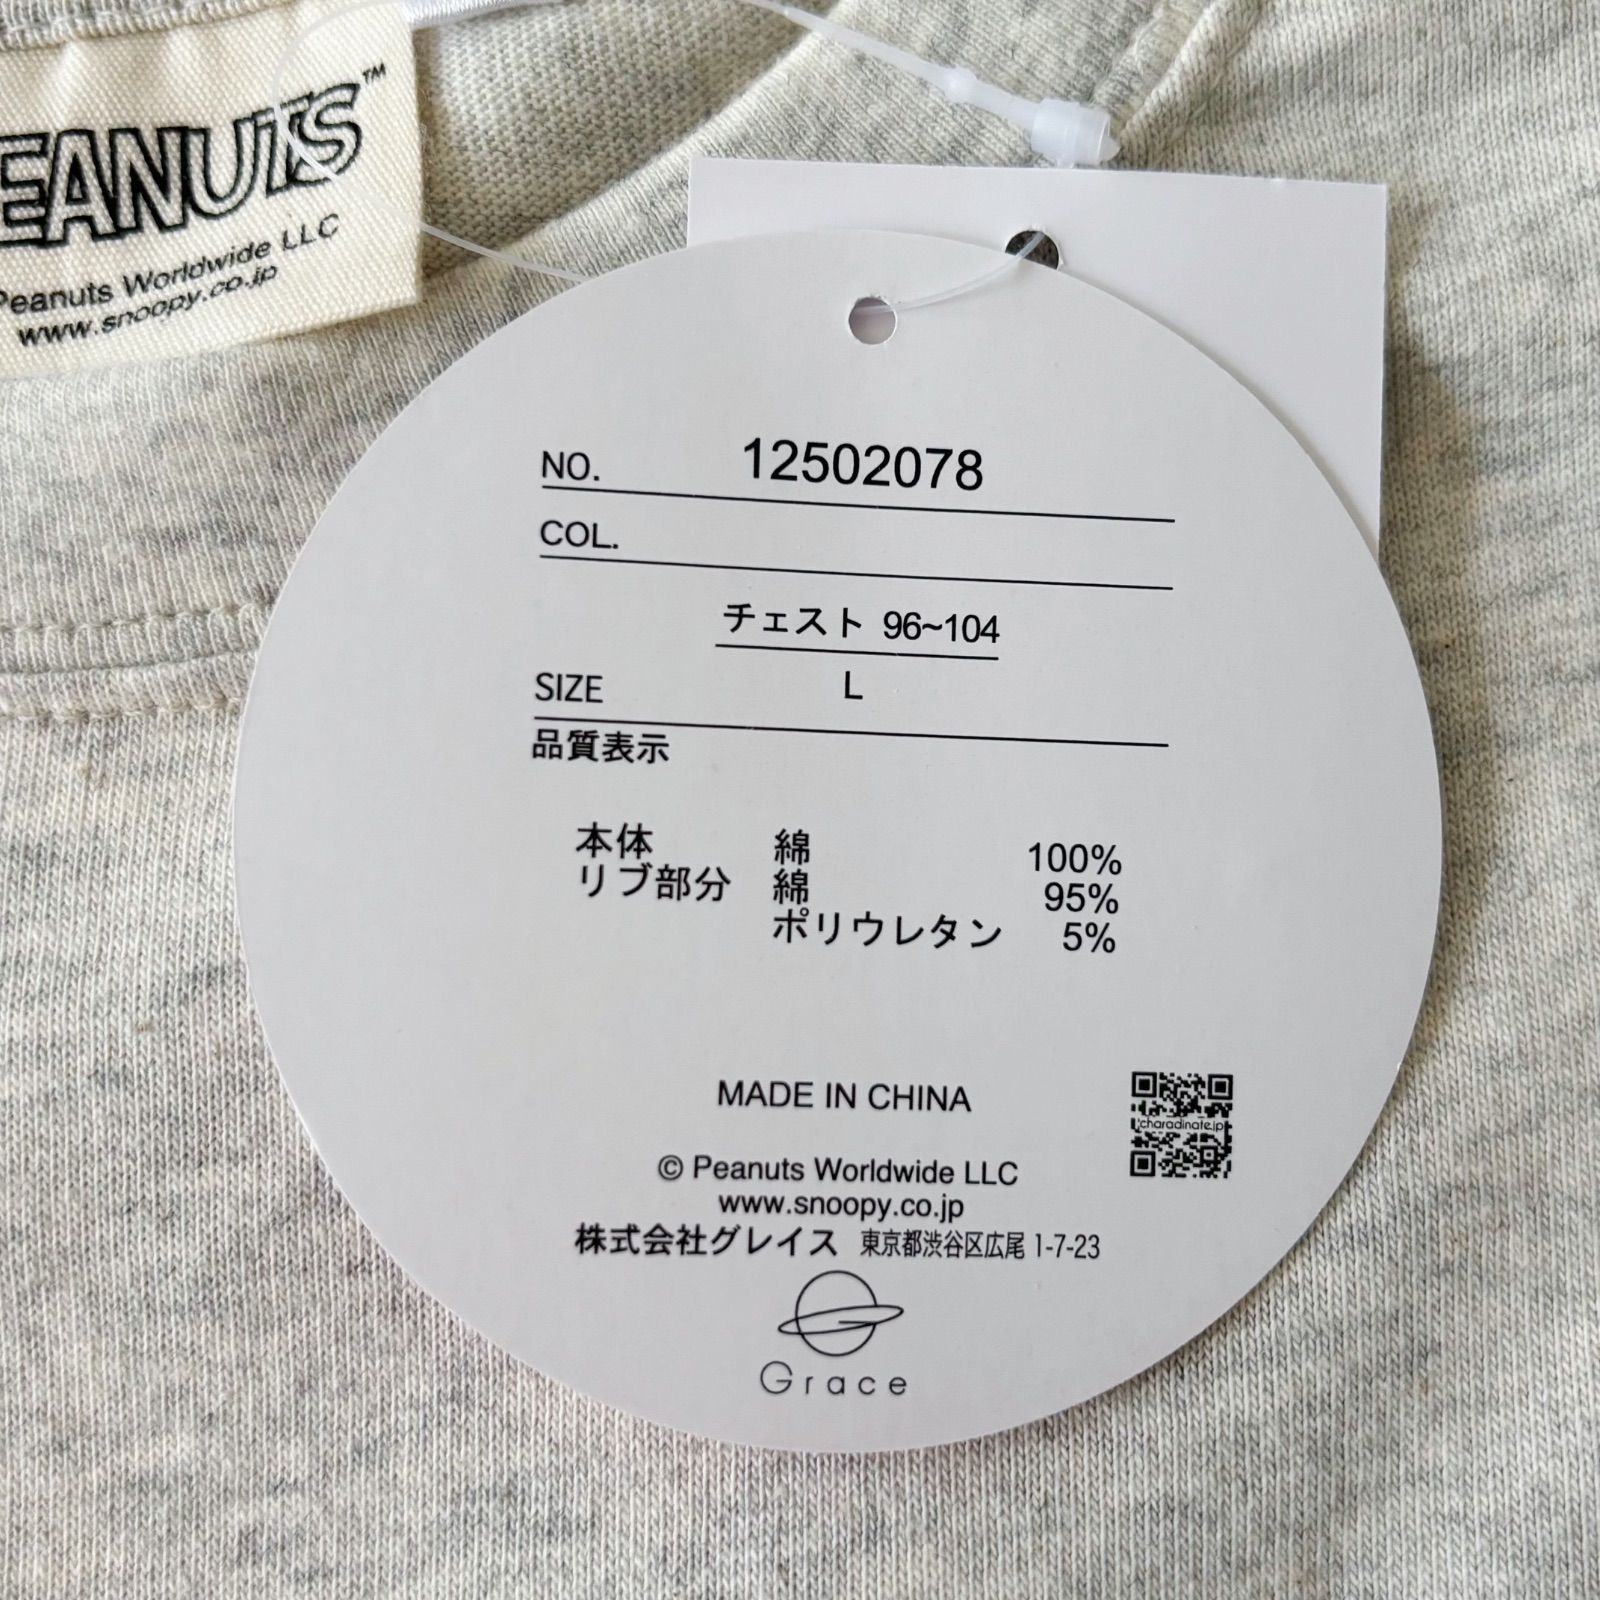 PEANUTS™
Peanuts Worldwide LLC
www.snoopy.co.jp
NO. 12502078
COL.
チェスト 96~104
SIZE L
品質表示
本体 綿 100%
リブ部分 綿 95%
ポリウレタン 5%
MADE IN CHINA
charadinate.jp
© Peanuts Worldwide LLC
www.snoopy.co.jp
株式会社グレイス 東京都渋谷区広尾 1-7-23
Grace